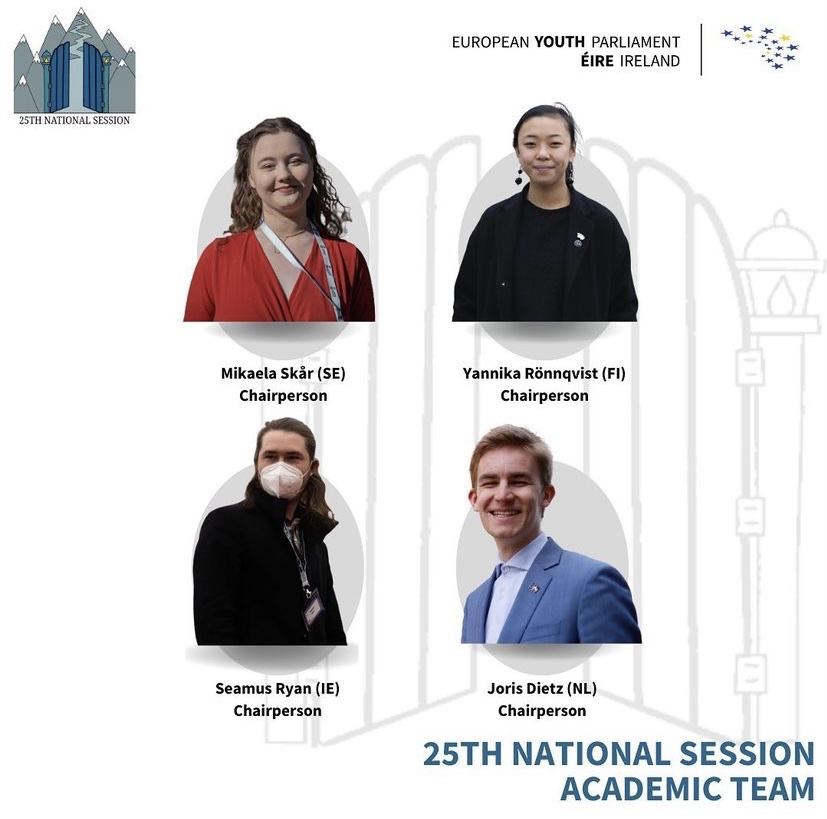 25TH NATIONAL SESSION
EUROPEAN YOUTH PARLIAMENT
ÉIRE IRELAND
Mikaela Skår (SE)
Chairperson
Yannika Rönnqvist (FI)
Chairperson
Seamus Ryan (IE)
Chairperson
Joris Dietz (NL)
Chairperson
25TH NATIONAL SESSION
ACADEMIC TEAM